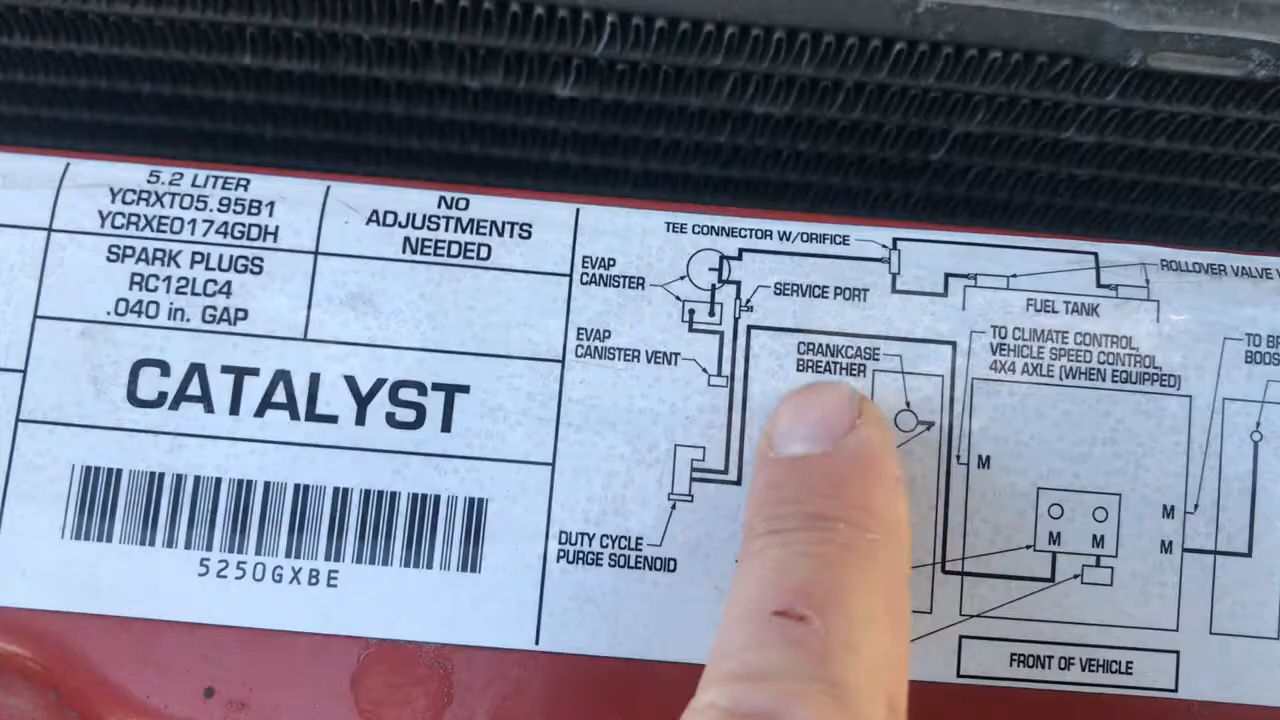 5.2 LITER
YCRXT05.95B1
YCRXE0174GDH
NO
ADJUSTMENTS
NEEDED
SPARK PLUGS
RC12LC4
.040 in. GAP
CATALYST
5250GXBE
TEE CONNECTOR W/ORIFICE
EVAP
CANISTER
SERVICE PORT
ROLLOVER VALVE
FUEL TANK
EVAP
CANISTER VENT
CRANKCASE
BREATHER
TO CLIMATE CONTROL,
VEHICLE SPEED CONTROL,
4X4 AXLE (WHEN EQUIPPED)
TO
M
M
M
M
M
DUTY CYCLE
PURGE SOLENOID
FRONT OF VEHICLE